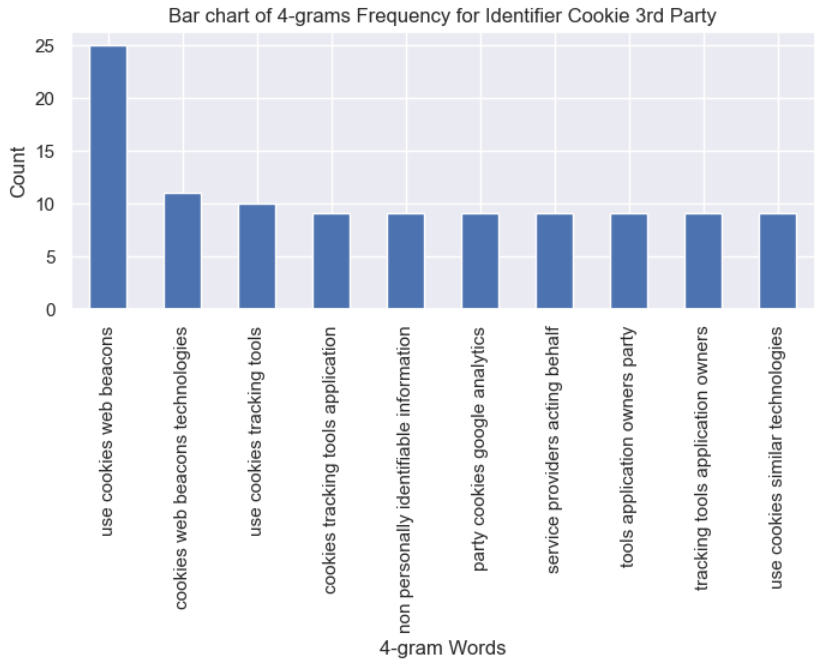 Bar chart of 4-grams Frequency for Identifier Cookie 3rd Party
Count
25
20
15
10
5
0
use cookies web beacons
cookies web beacons technologies
use cookies tracking tools
cookies tracking tools application
non personally identifiable information
party cookies google analytics
service providers acting behalf
tools application owners party
tracking tools application owners
use cookies similar technologies
4-gram Words